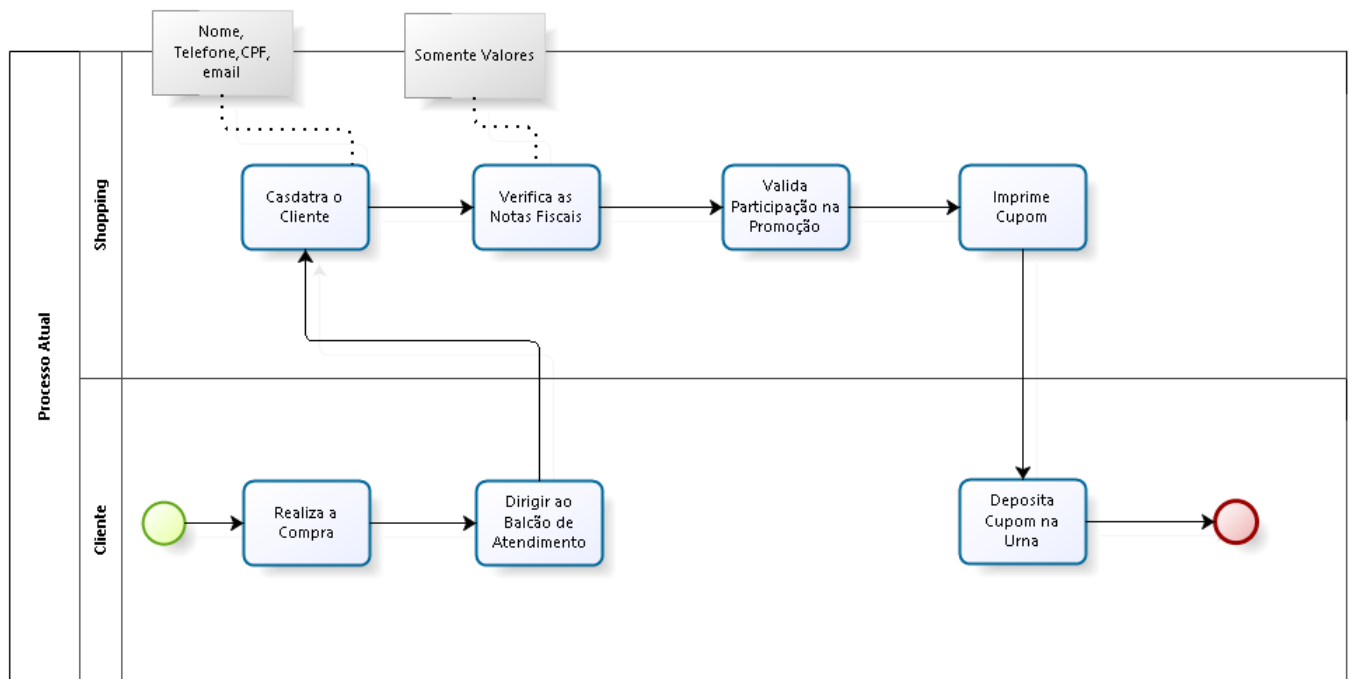 Nome,
Telefone,CPF,
email
Somente Valores
Processo Atual
Shopping
Casdatra o
Cliente
Verifica as
Notas Fiscais
Valida
Participação na
Promoção
Imprime
Cupom
Cliente
Realiza a
Compra
Dirigir ao
Balcão de
Atendimento
Deposita
Cupom na
Urna